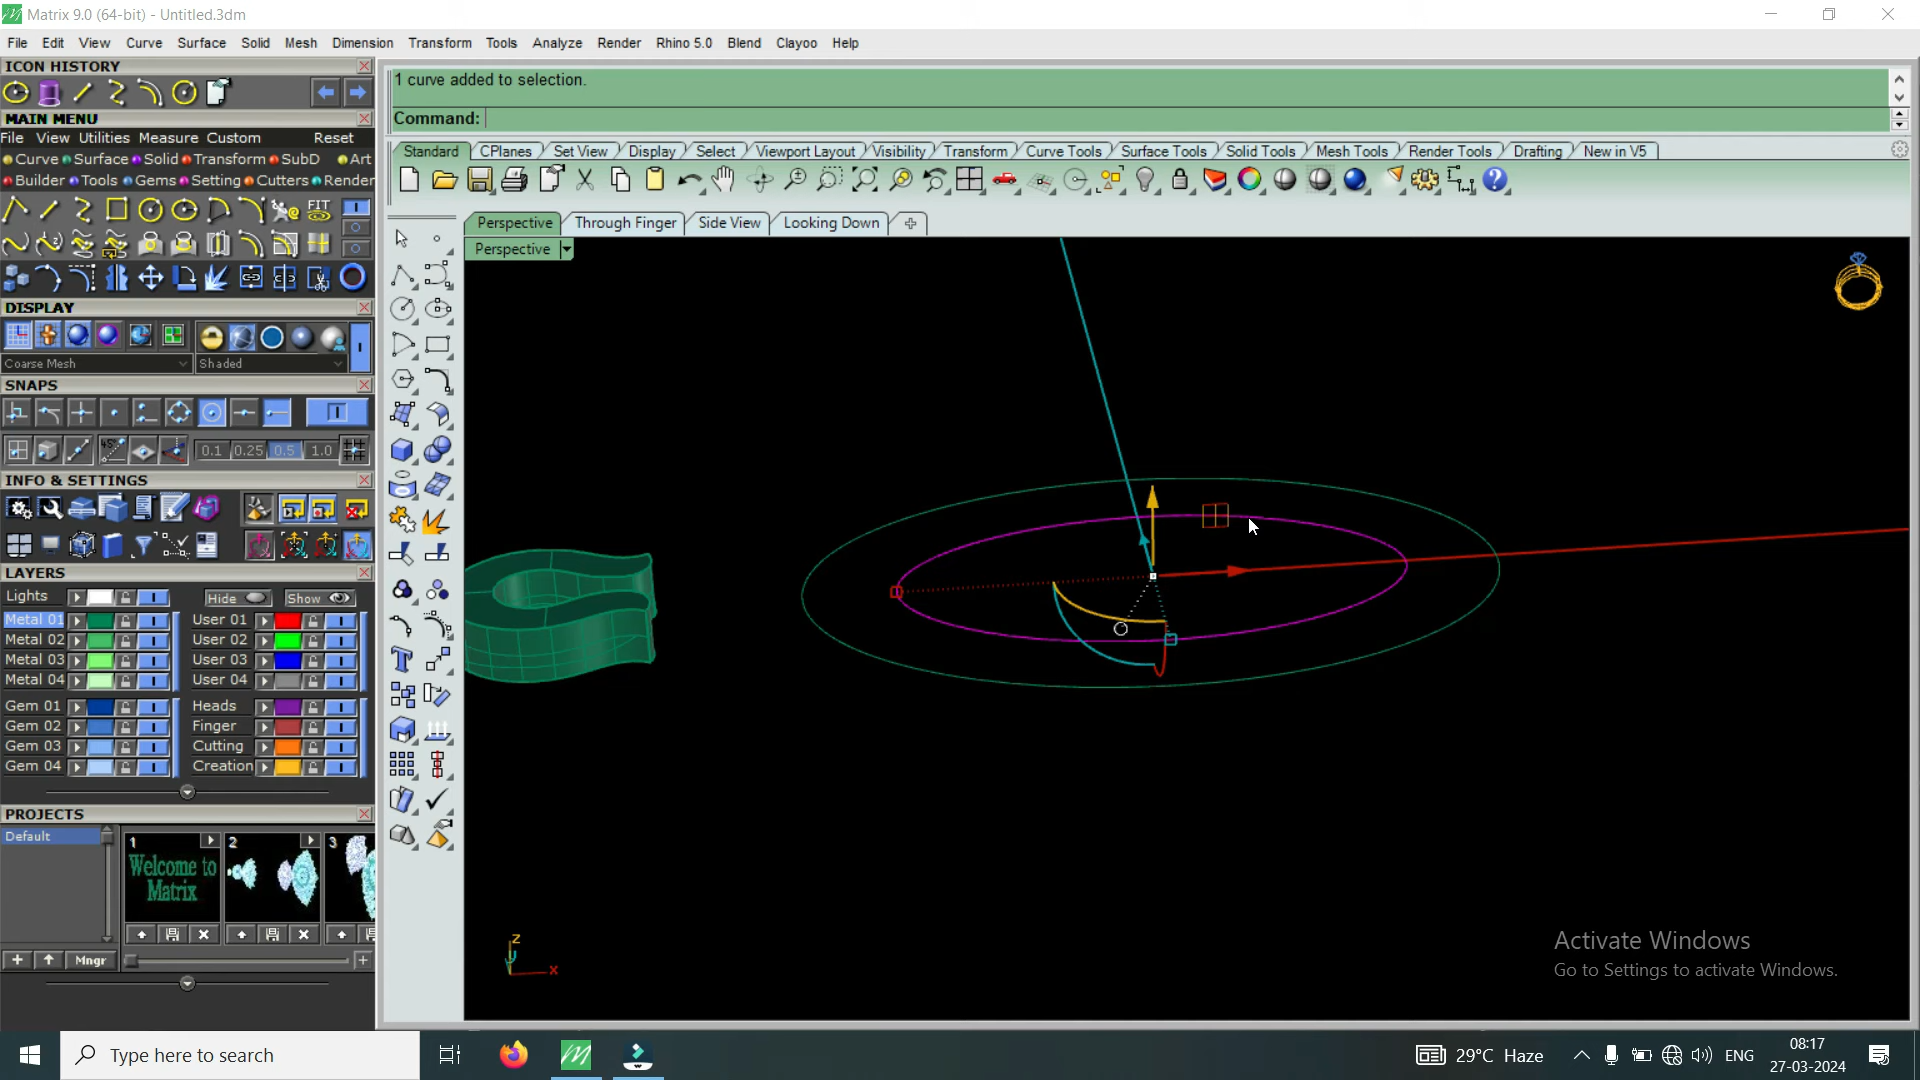 Matrix 9.0 (64-bit) - Untitled.3dm
File Edit View Curve Surface Solid Mesh Dimension Transform Tools Analyze Render Rhino 5.0 Blend Clayoo Help
ICON HISTORY
1 curve added to selection.
Command:
MAIN MENU
File View Utilities Measure Custom Reset
Curve Surface Solid Transform SubD Art
Builder Tools Gems Setting Cutters Render
Standard CPlanes Set View Display Select Viewport Layout Visibility Transform Curve Tools Surface Tools Solid Tools Mesh Tools Render Tools Drafting New in V5
FIT
Perspective Through Finger Side View Looking Down
Perspective
DISPLAY
Coarse Mesh Shaded
SNAPS
0.1 0.25 0.5 1.0
INFO & SETTINGS
LAYERS
Lights Hide Show
Metal 01 User 01
Metal 02 User 02
Metal 03 User 03
Metal 04 User 04
Gem 01 Heads
Gem 02 Finger
Gem 03 Cutting
Gem 04 Creation
PROJECTS
Default
1 2 3
Welcome to
Matrix
Mngr
z
y
x
Activate Windows
Go to Settings to activate Windows.
Type here to search
29°C Haze
ENG
08:17
27-03-2024